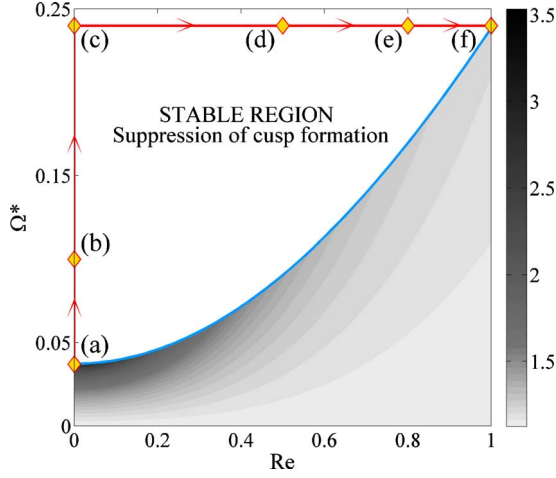 0.25
(c)
(d)
(e)
(f)
3.5
STABLE REGION
Suppression of cusp formation
3
0.15
2.5
Ω*
(b)
2
0.05
(a)
1.5
0
0
0.2
0.4
0.6
0.8
1
Re